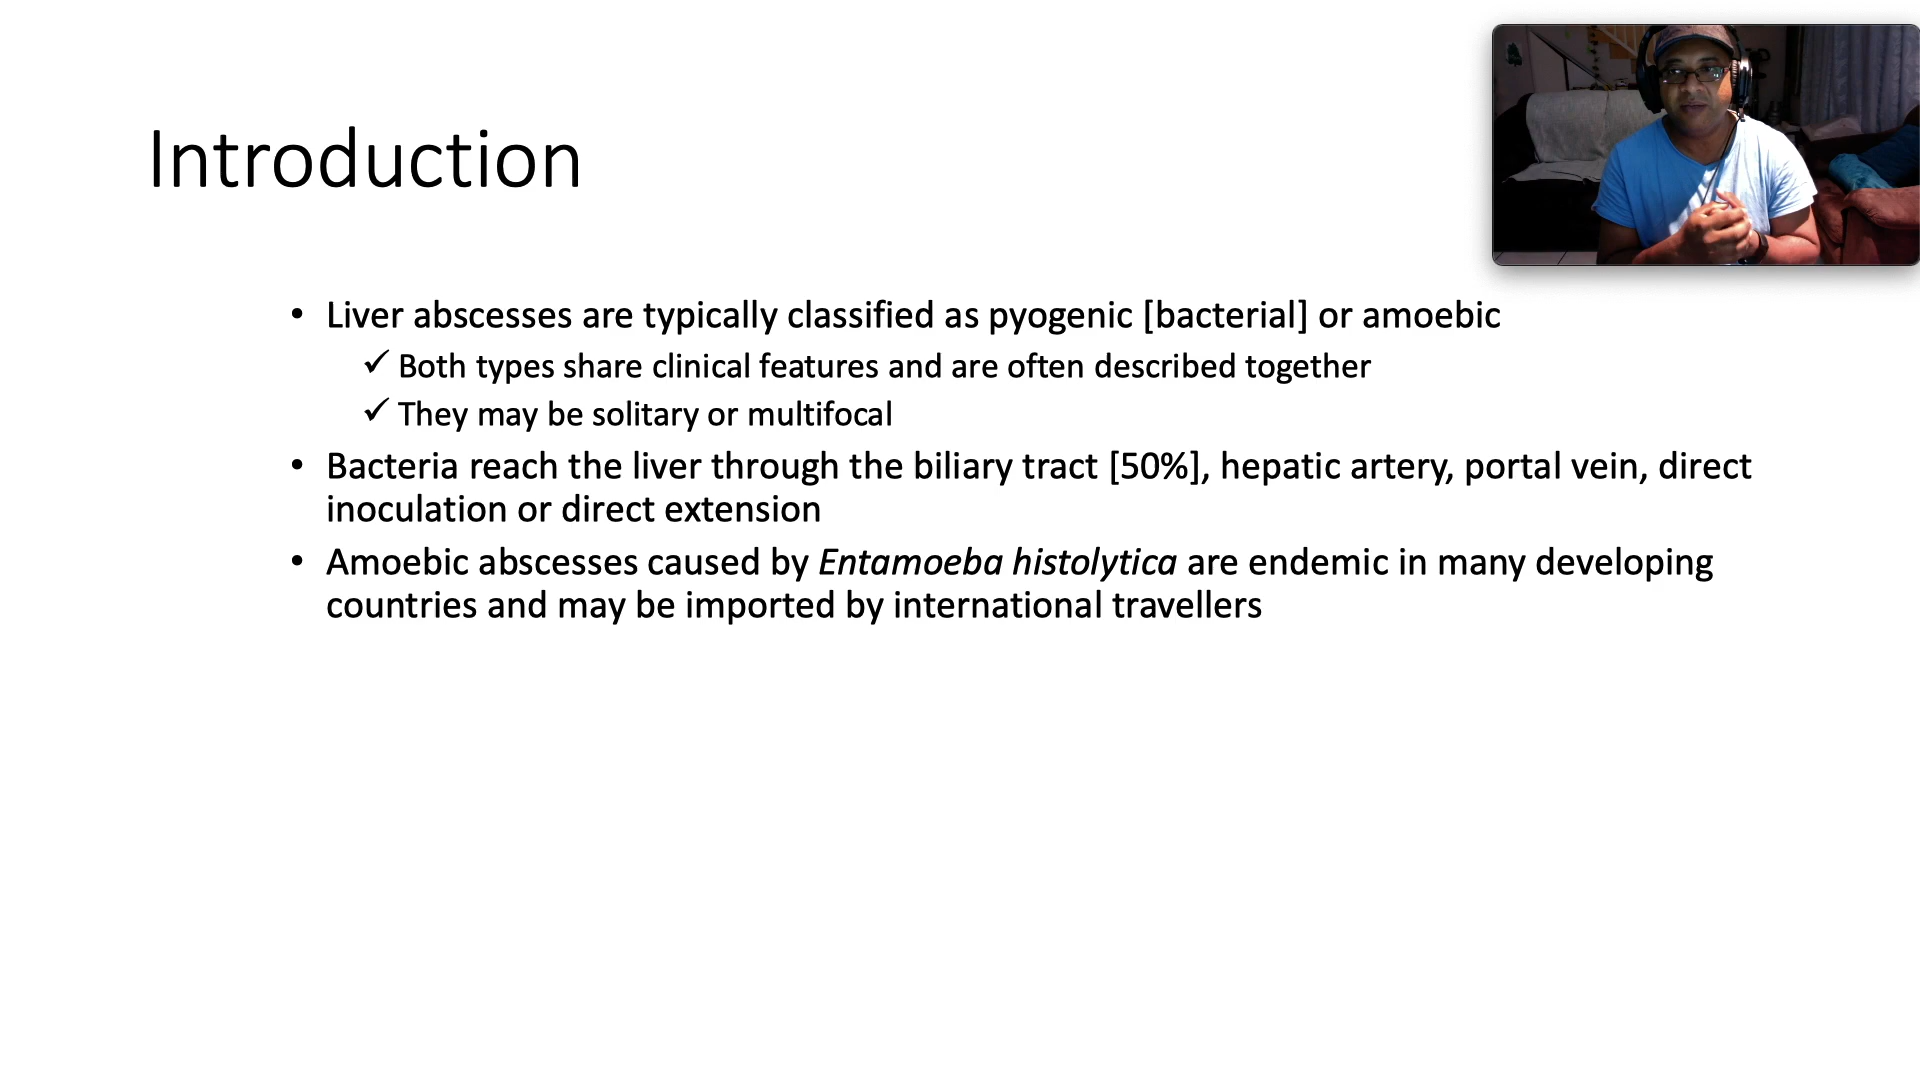 Introduction
• Liver abscesses are typically classified as pyogenic [bacterial] or amoebic
✓ Both types share clinical features and are often described together
✓ They may be solitary or multifocal
• Bacteria reach the liver through the biliary tract [50%], hepatic artery, portal vein, direct
inoculation or direct extension
• Amoebic abscesses caused by Entamoeba histolytica are endemic in many developing
countries and may be imported by international travellers